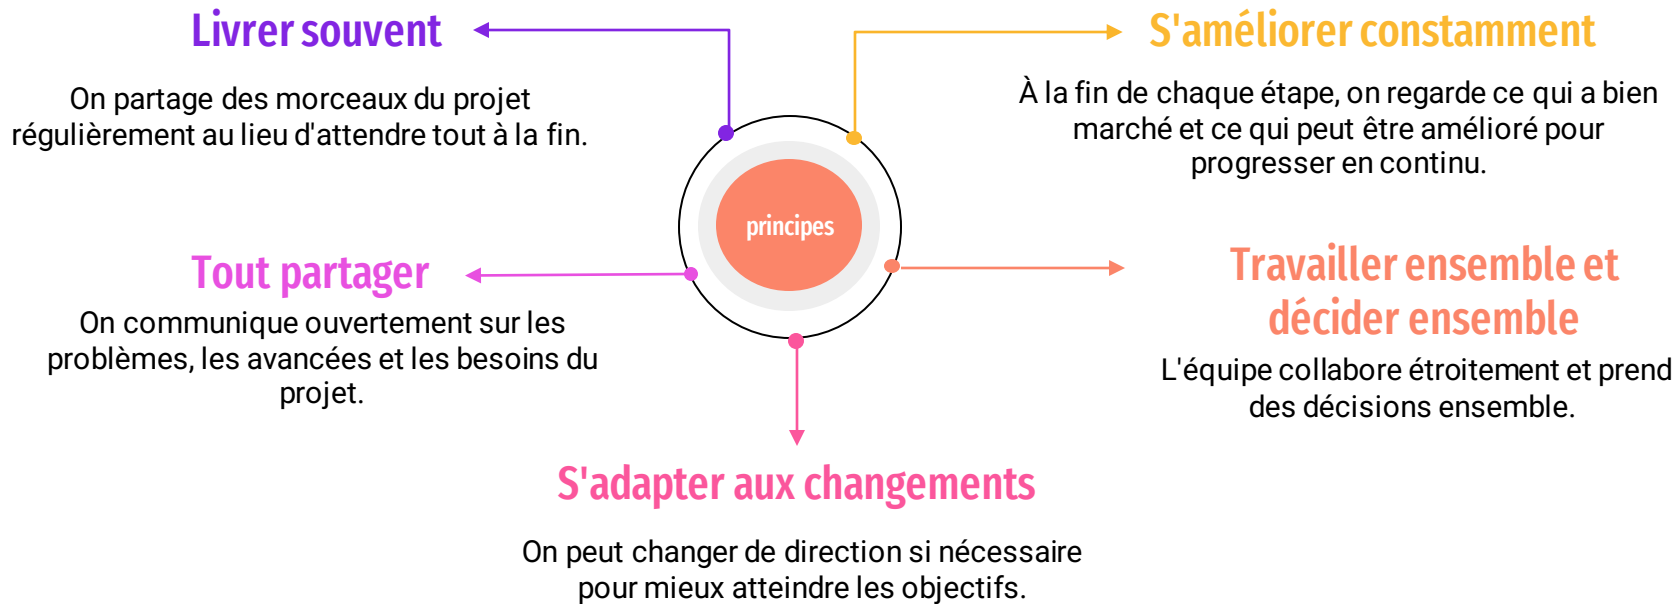 Livrer souvent
On partage des morceaux du projet
régulièrement au lieu d'attendre tout à la fin.
S'améliorer constamment
À la fin de chaque étape, on regarde ce qui a bien
marché et ce qui peut être amélioré pour
progresser en continu.
principes
Tout partager
On communique ouvertement sur les
problèmes, les avancées et les besoins du
projet.
Travailler ensemble et
décider ensemble
L'équipe collabore étroitement et prend
des décisions ensemble.
S'adapter aux changements
On peut changer de direction si nécessaire
pour mieux atteindre les objectifs.